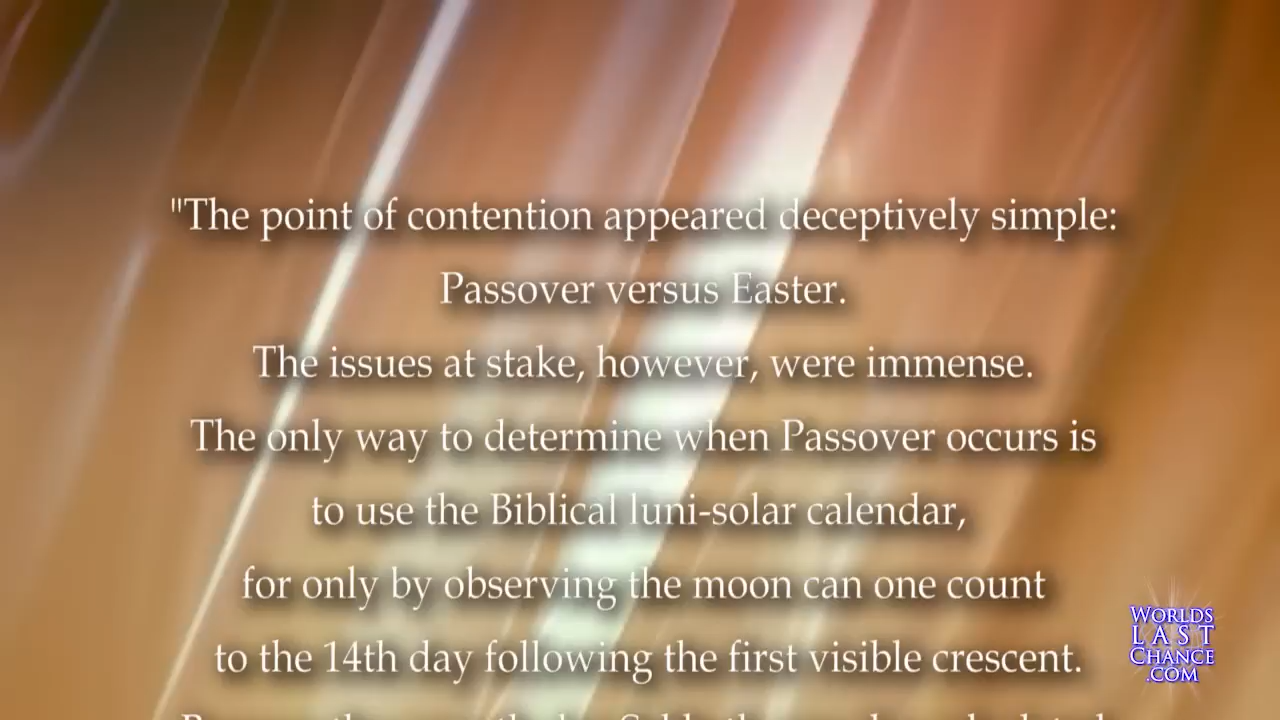 "The point of contention appeared deceptively simple:
Passover versus Easter.
The issues at stake, however, were immense.
The only way to determine when Passover occurs is
to use the Biblical luni-solar calendar,
for only by observing the moon can one count
to the 14th day following the first visible crescent.
WORLDS
LAST
CHANCE
.COM